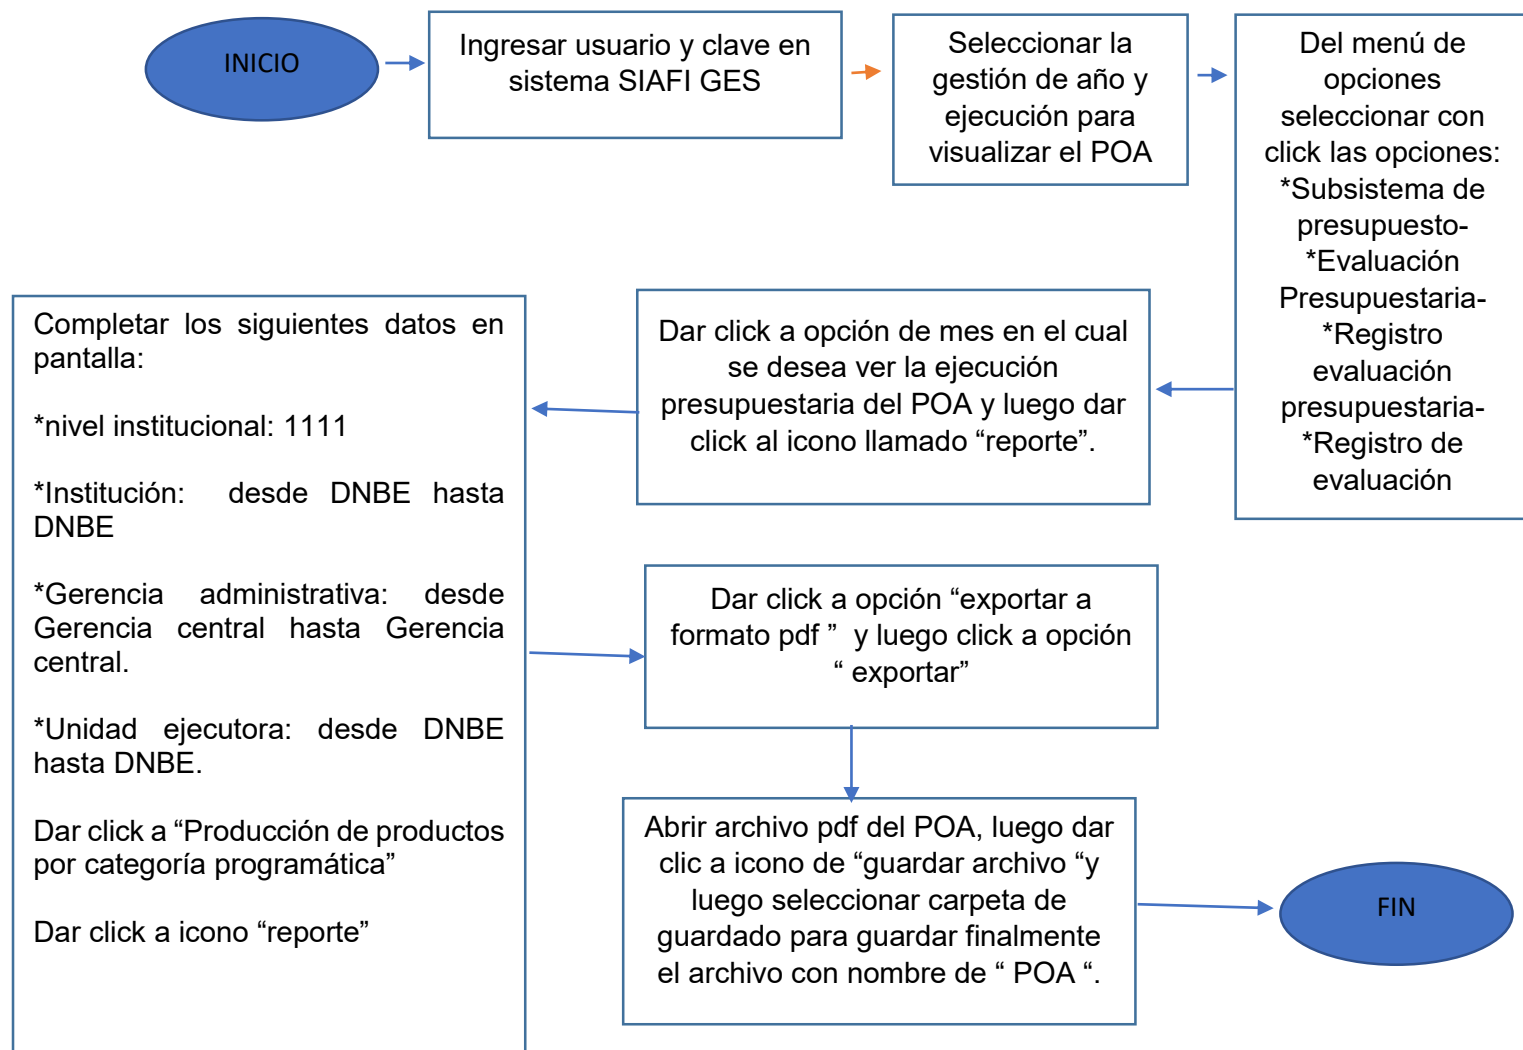 INICIO
Ingresar usuario y clave en
sistema SIAFI GES
Seleccionar la
gestión de año y
ejecución para
visualizar el POA
Del menú de
opciones
seleccionar con
click las opciones:
*Subsistema de
presupuesto-
*Evaluación
Presupuestaria-
*Registro
evaluación
presupuestaria-
*Registro de
evaluación
Dar click a opción de mes en el cual
se desea ver la ejecución
presupuestaria del POA y luego dar
click al icono llamado “reporte”.
Completar los siguientes datos en
pantalla:
*nivel institucional: 1111
*Institución: desde DNBE hasta
DNBE
*Gerencia administrativa: desde
Gerencia central hasta Gerencia
central.
*Unidad ejecutora: desde DNBE
hasta DNBE.
Dar click a “Producción de productos
por categoría programática”
Dar click a icono “reporte”
Dar click a opción “exportar a
formato pdf ” y luego click a opción
“ exportar”
Abrir archivo pdf del POA, luego dar
clic a icono de “guardar archivo “y
luego seleccionar carpeta de
guardado para guardar finalmente
el archivo con nombre de “ POA “.
FIN